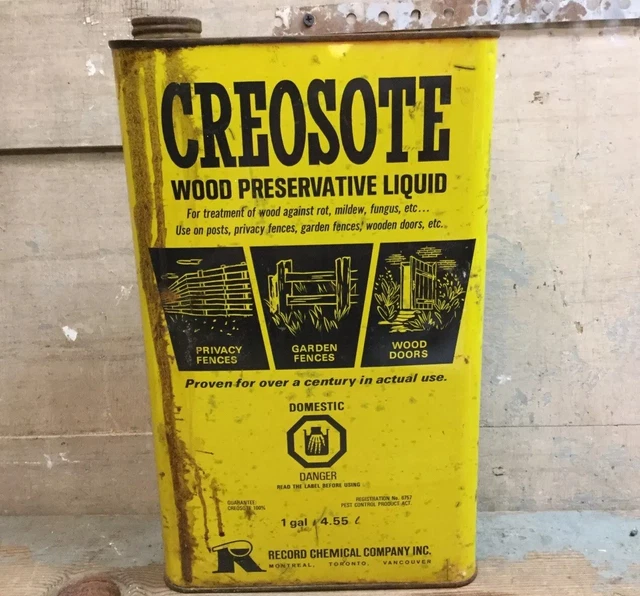 CREOSOTE
WOOD PRESERVATIVE LIQUID
For treatment of wood against rot, mildew, fungus, etc...
Use on posts, privacy fences, garden fences, wooden doors, etc..
PRIVACY
FENCES
GARDEN
FENCES
WOOD
DOORS
Proven for over a century in actual use.
DOMESTIC
DANGER
READ THE LABEL BEFORE USING
GUARANTEE:
CREOSOTE 100%
REGISTRATION No. 6757
PEST CONTROL PRODUCT ACT.
1 gal 4.55 ℓ
R
RECORD CHEMICAL COMPANY INC.
MONTREAL, TORONTO, VANCOUVER